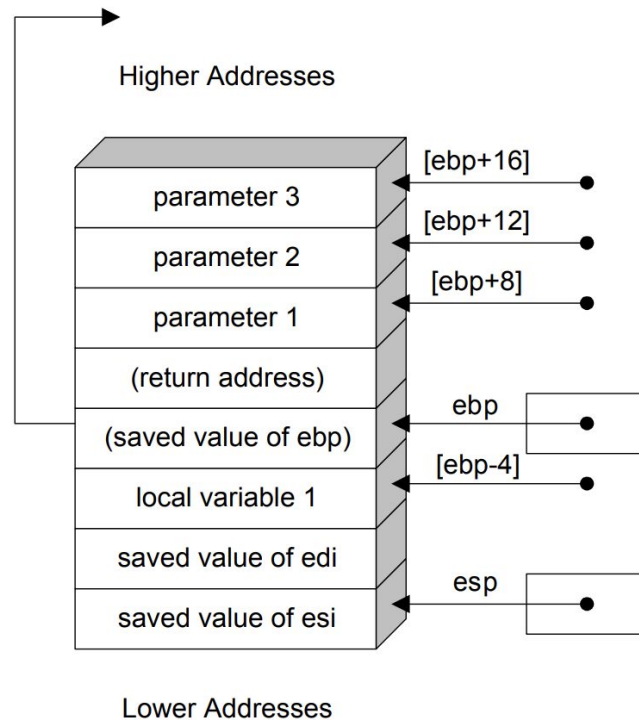 Higher Addresses
[ebp+16]
parameter 3
[ebp+12]
parameter 2
[ebp+8]
parameter 1
(return address)
ebp
(saved value of ebp)
[ebp-4]
local variable 1
saved value of edi
esp
saved value of esi
Lower Addresses